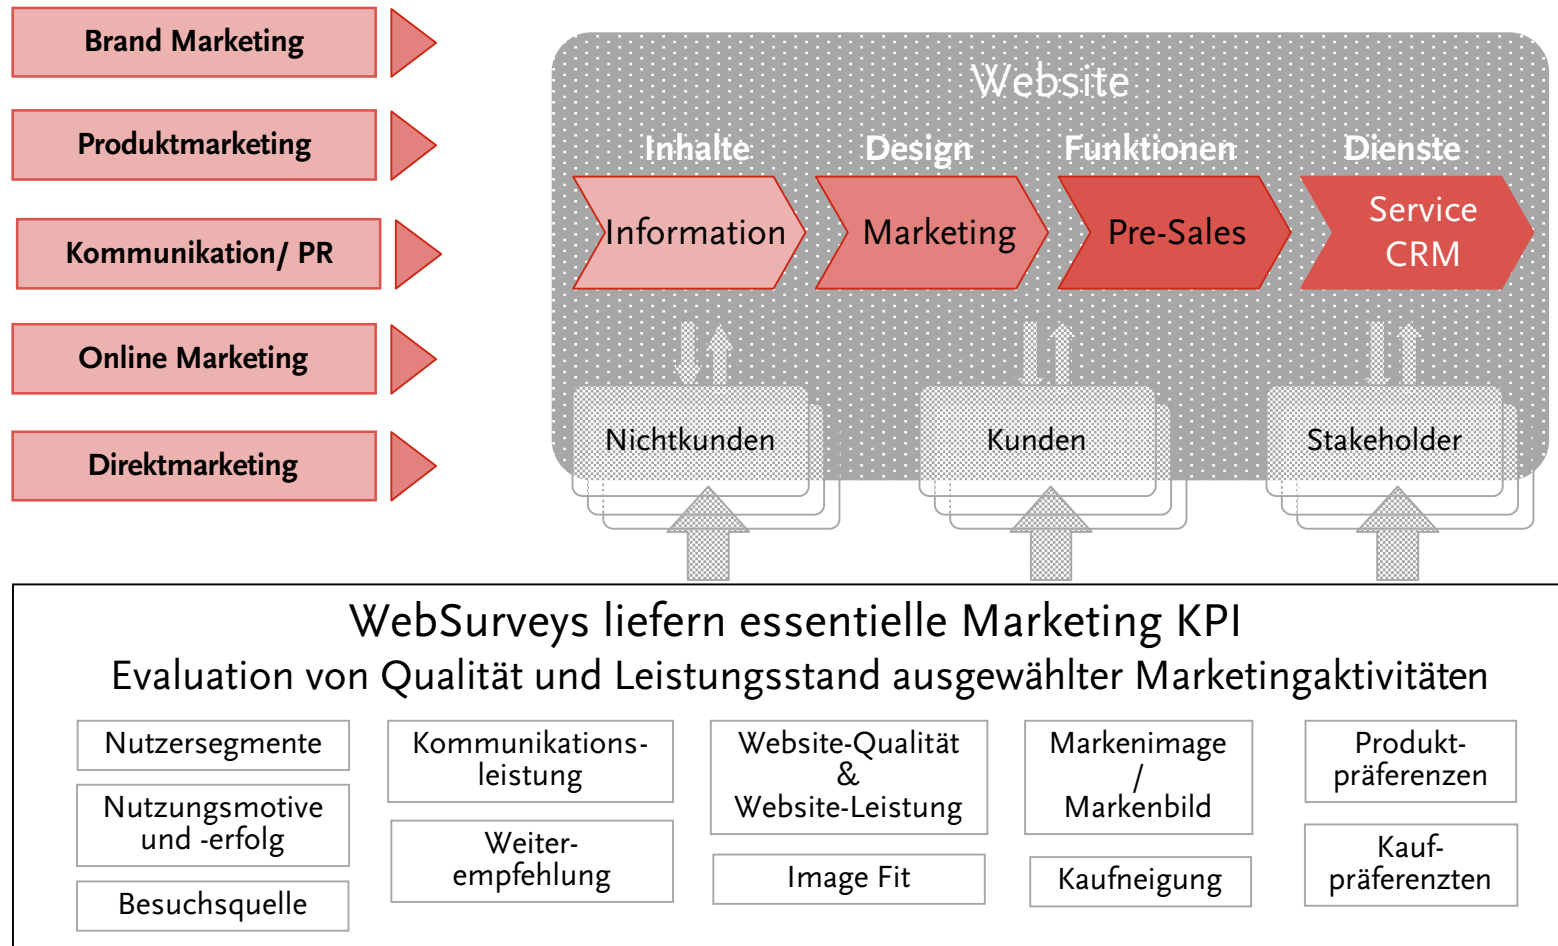 Brand Marketing
Produktmarketing
Kommunikation/ PR
Online Marketing
Direktmarketing
Website
Inhalte
Design
Funktionen
Dienste
Information
Marketing
Pre-Sales
Service
CRM
Nichtkunden
Kunden
Stakeholder
WebSurveys liefern essentielle Marketing KPI
Evaluation von Qualität und Leistungsstand ausgewählter Marketingaktivitäten
Nutzersegmente
Nutzungsmotive
und -erfolg
Besuchsquelle
Kommunikations-
leistung
Weiter-
empfehlung
Website-Qualität
&
Website-Leistung
Image Fit
Markenimage
/
Markenbild
Kaufneigung
Produkt-
präferenzen
Kauf-
präferenzten